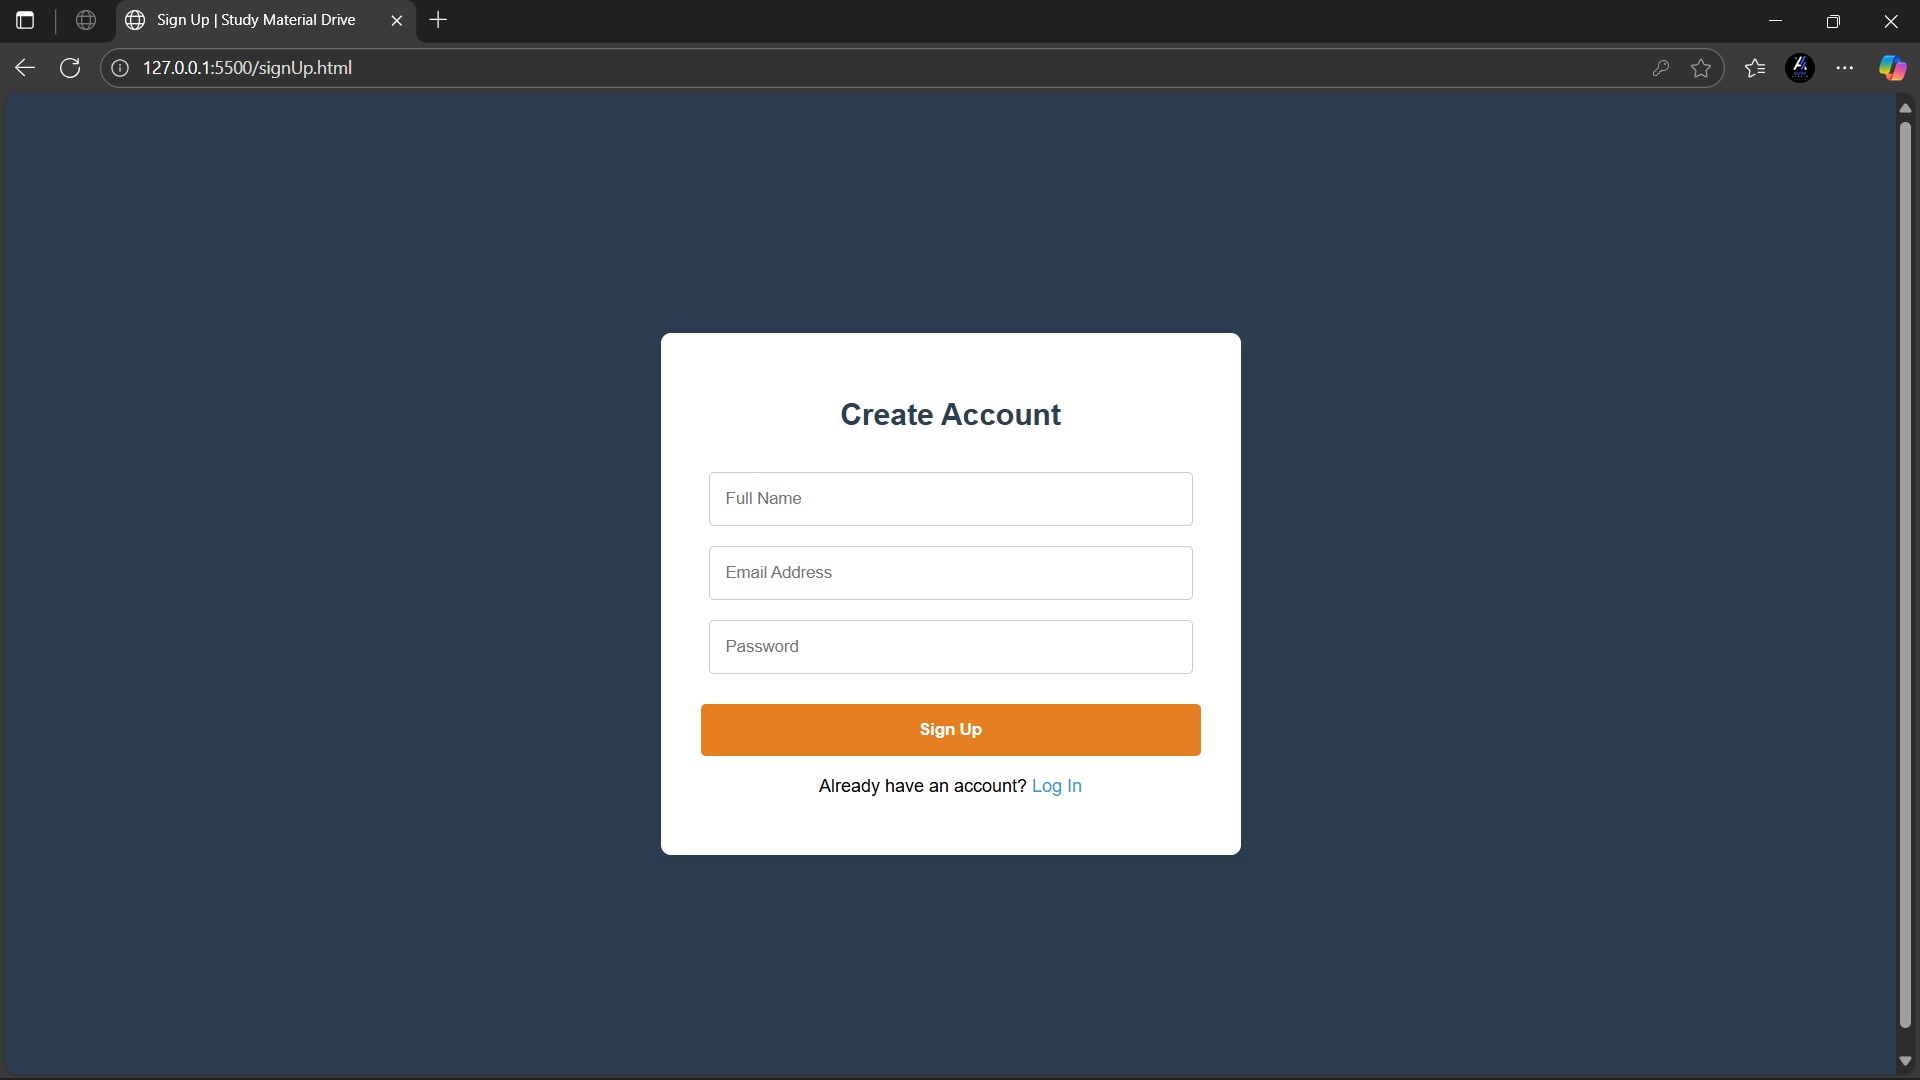 Sign Up | Study Material Drive
127.0.0.1:5500/signUp.html
Create Account
Full Name
Email Address
Password
Sign Up
Already have an account? Log In